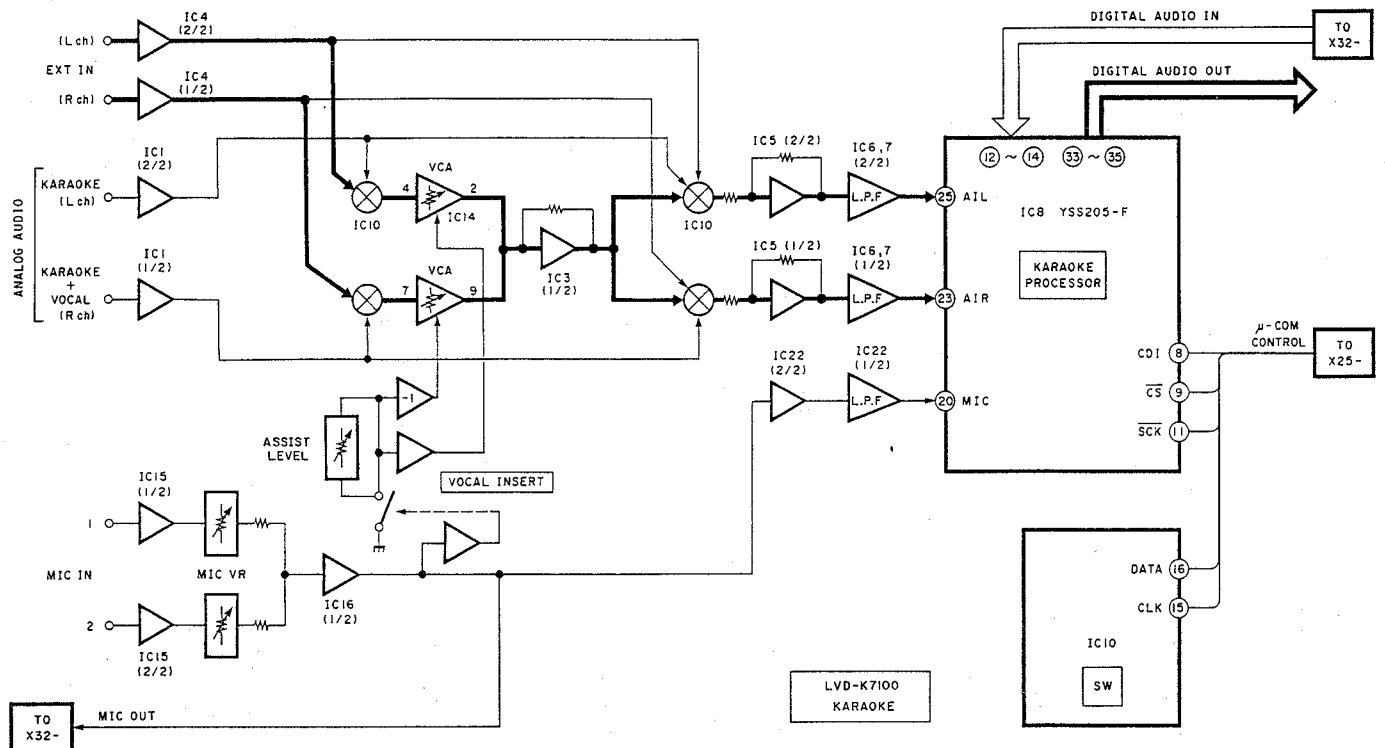 IC4
(2/2)
(Lch)
EXT IN
IC4
(1/2)
(Rch)
ANALOG AUDIO
IC1
(2/2)
KARAOKE
(Lch)
IC1
(1/2)
KARAOKE
+
VOCAL
(Rch)
VCA
4
2
IC10
IC14
VCA
7
9
IC3
(1/2)
IC10
IC5 (2/2)
IC6,7
(2/2)
L.P.F
IC5 (1/2)
IC6,7
(1/2)
L.P.F
IC22
(2/2)
IC22
(1/2)
L.P.F
DIGITAL AUDIO IN
TO
X32-
DIGITAL AUDIO OUT
12 ~ 14
33 ~ 35
25 AIL
IC8 YSS205-F
KARAOKE
PROCESSOR
23 AIR
20 MIC
CDI 8
CS 9
SCK 11
μ-COM
CONTROL
TO
X25-
-1
ASSIST
LEVEL
VOCAL INSERT
IC15
(1/2)
1
MIC IN
MIC VR
2
IC15
(2/2)
IC16
(1/2)
DATA 16
CLK 15
IC10
SW
LVD-K7100
KARAOKE
TO
X32-
MIC OUT